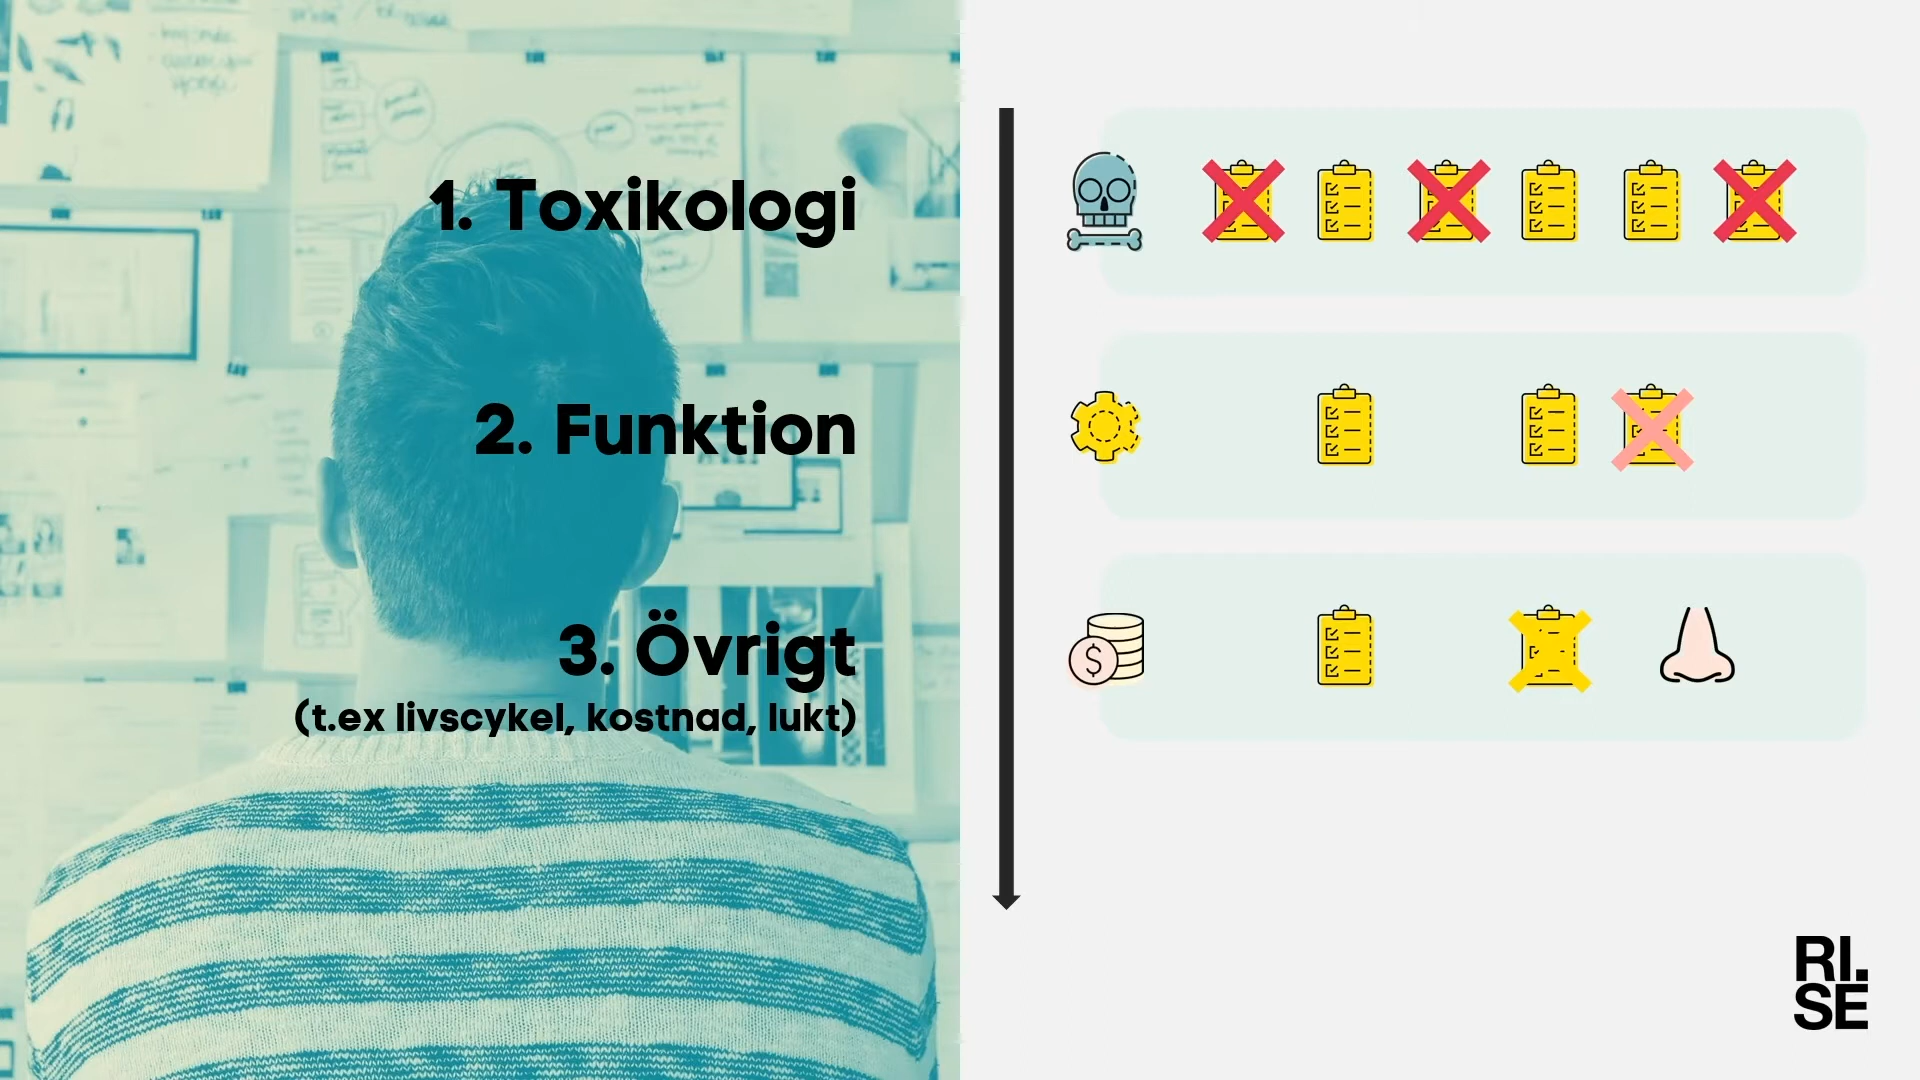 1. Toxikologi
2. Funktion
3. Övrigt
(t.ex livscykel, kostnad, lukt)
$
RI.
SE